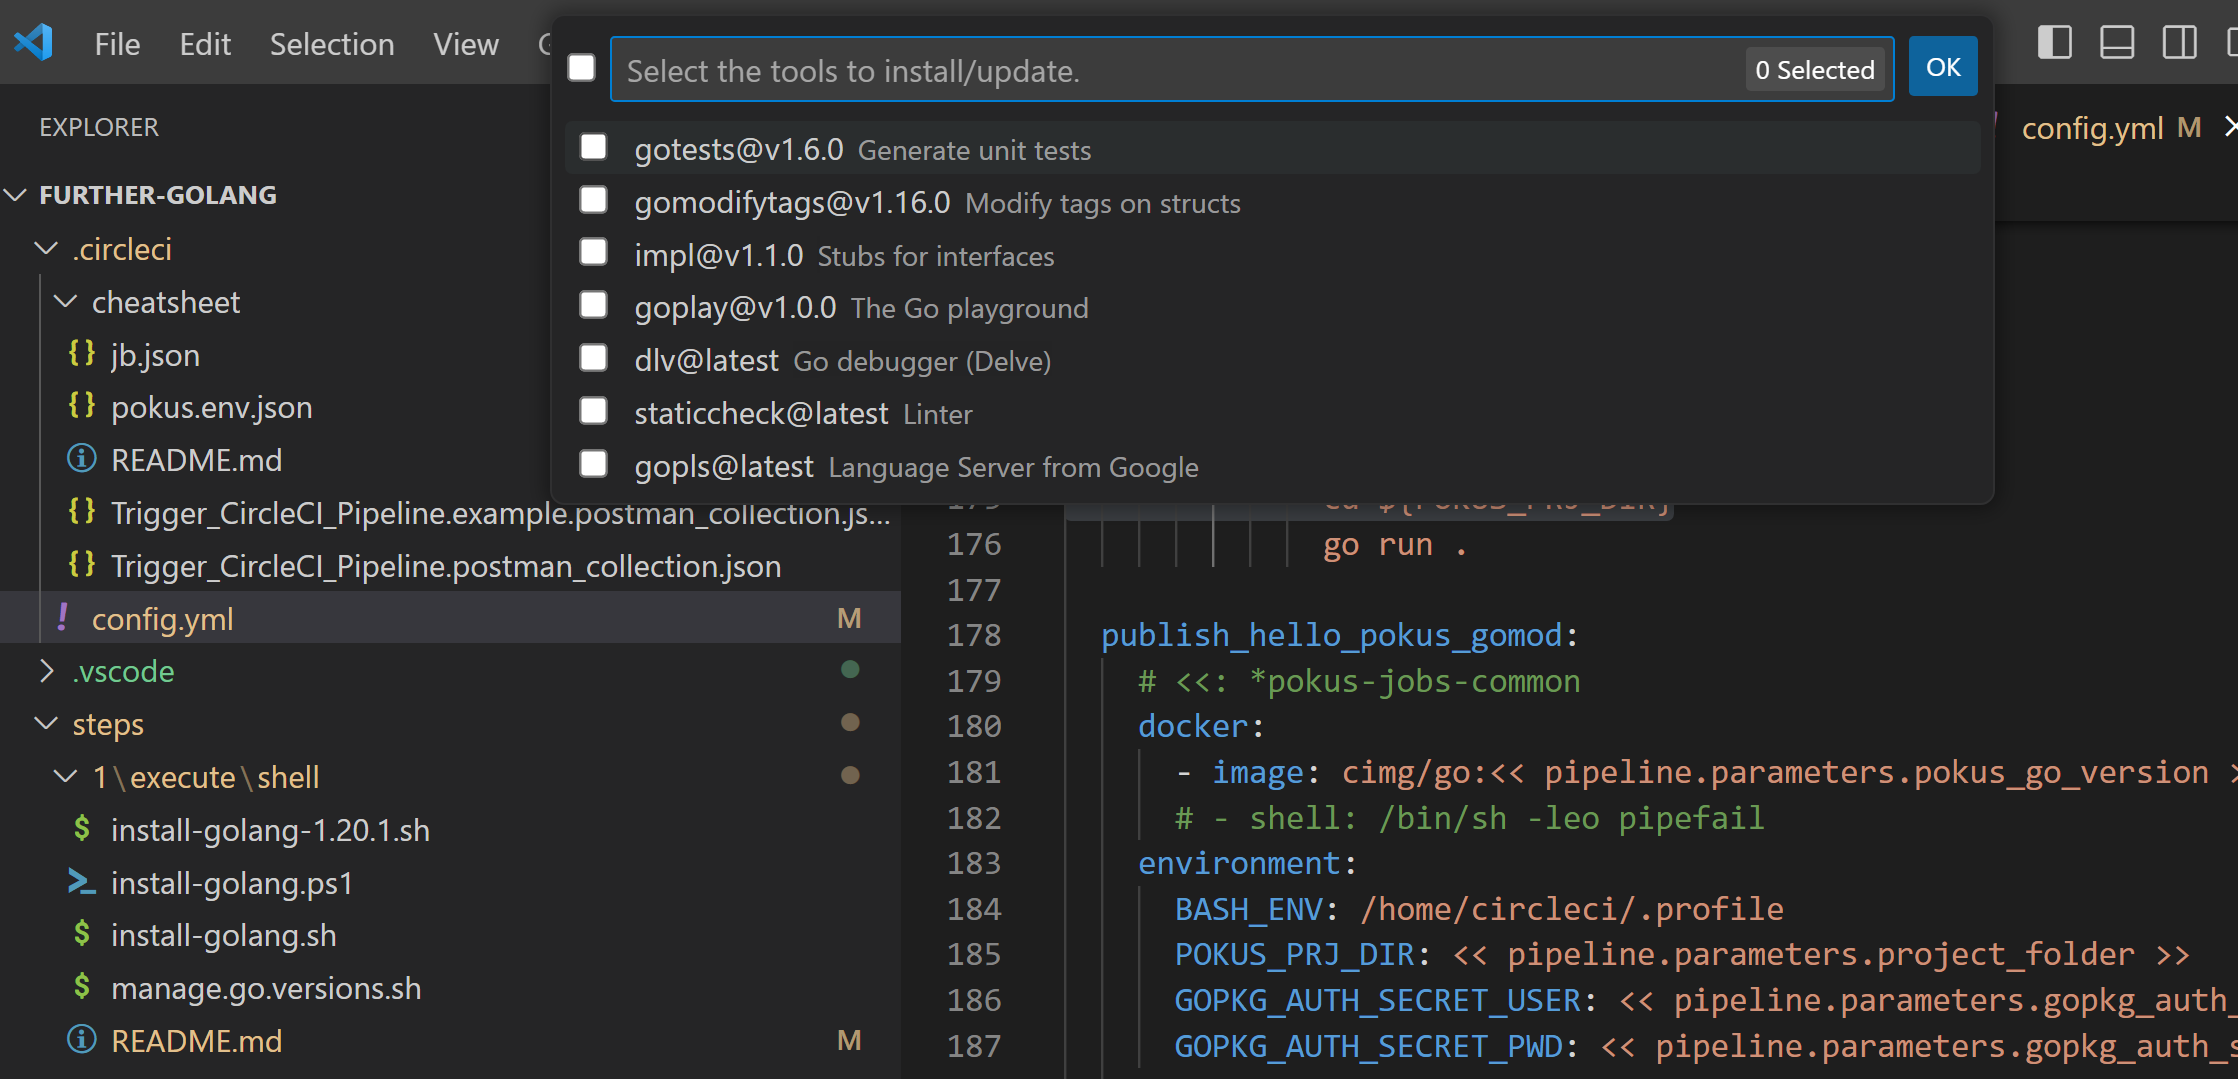 File Edit Selection View
Select the tools to install/update.
0 Selected
OK
gotests@v1.6.0 Generate unit tests
gomodifytags@v1.16.0 Modify tags on structs
impl@v1.1.0 Stubs for interfaces
goplay@v1.0.0 The Go playground
dlv@latest Go debugger (Delve)
staticcheck@latest Linter
gopls@latest Language Server from Google
EXPLORER
FURTHER-GOLANG
.circleci
cheatsheet
{} jb.json
{} pokus.env.json
README.md
{} Trigger_CircleCI_Pipeline.example.postman_collection.js...
{} Trigger_CircleCI_Pipeline.postman_collection.json
! config.yml M
.vscode
steps
1\execute\shell
$ install-golang-1.20.1.sh
install-golang.ps1
$ install-golang.sh
$ manage.go.versions.sh
README.md M
config.yml M
175 cd ${POKUS_PRJ_DIR}
176 go run .
177
178 publish_hello_pokus_gomod:
179 # <<: *pokus-jobs-common
180 docker:
181 - image: cimg/go:<< pipeline.parameters.pokus_go_version >
182 # - shell: /bin/sh -leo pipefail
183 environment:
184 BASH_ENV: /home/circleci/.profile
185 POKUS_PRJ_DIR: << pipeline.parameters.project_folder >>
186 GOPKG_AUTH_SECRET_USER: << pipeline.parameters.gopkg_auth_
187 GOPKG_AUTH_SECRET_PWD: << pipeline.parameters.gopkg_auth_s